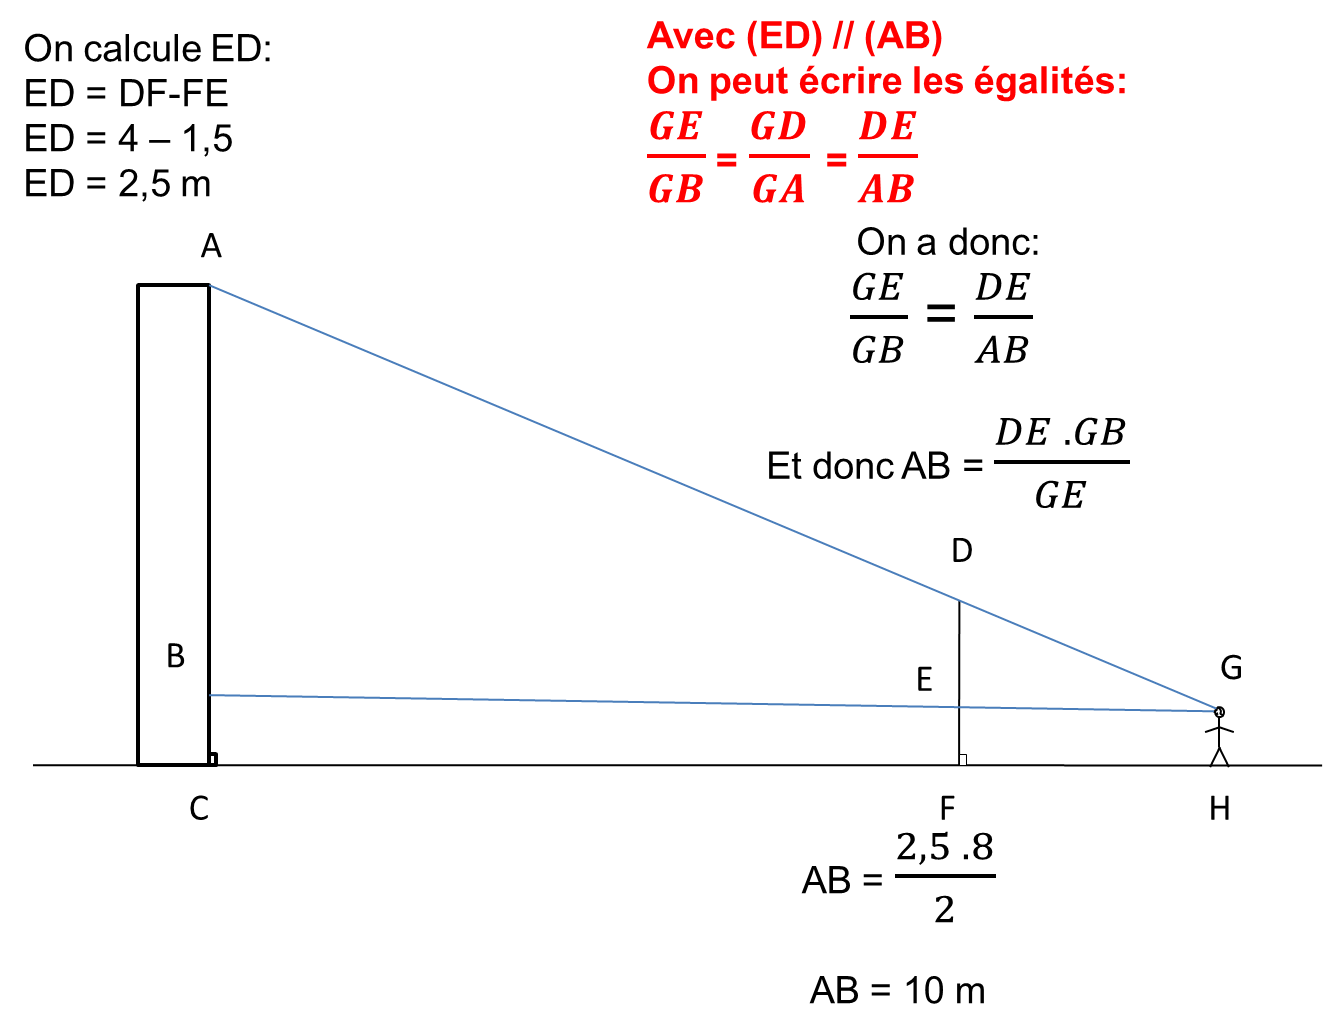 On calcule ED:
ED = DF-FE
ED = 4 – 1,5
ED = 2,5 m
Avec (ED) // (AB)
On peut écrire les égalités:
GE/GB = GD/GA = DE/AB
On a donc:
GE/GB = DE/AB
Et donc AB = DE .GB/GE
A
D
B
E
G
C
F
H
AB = 2,5 .8/2
AB = 10 m